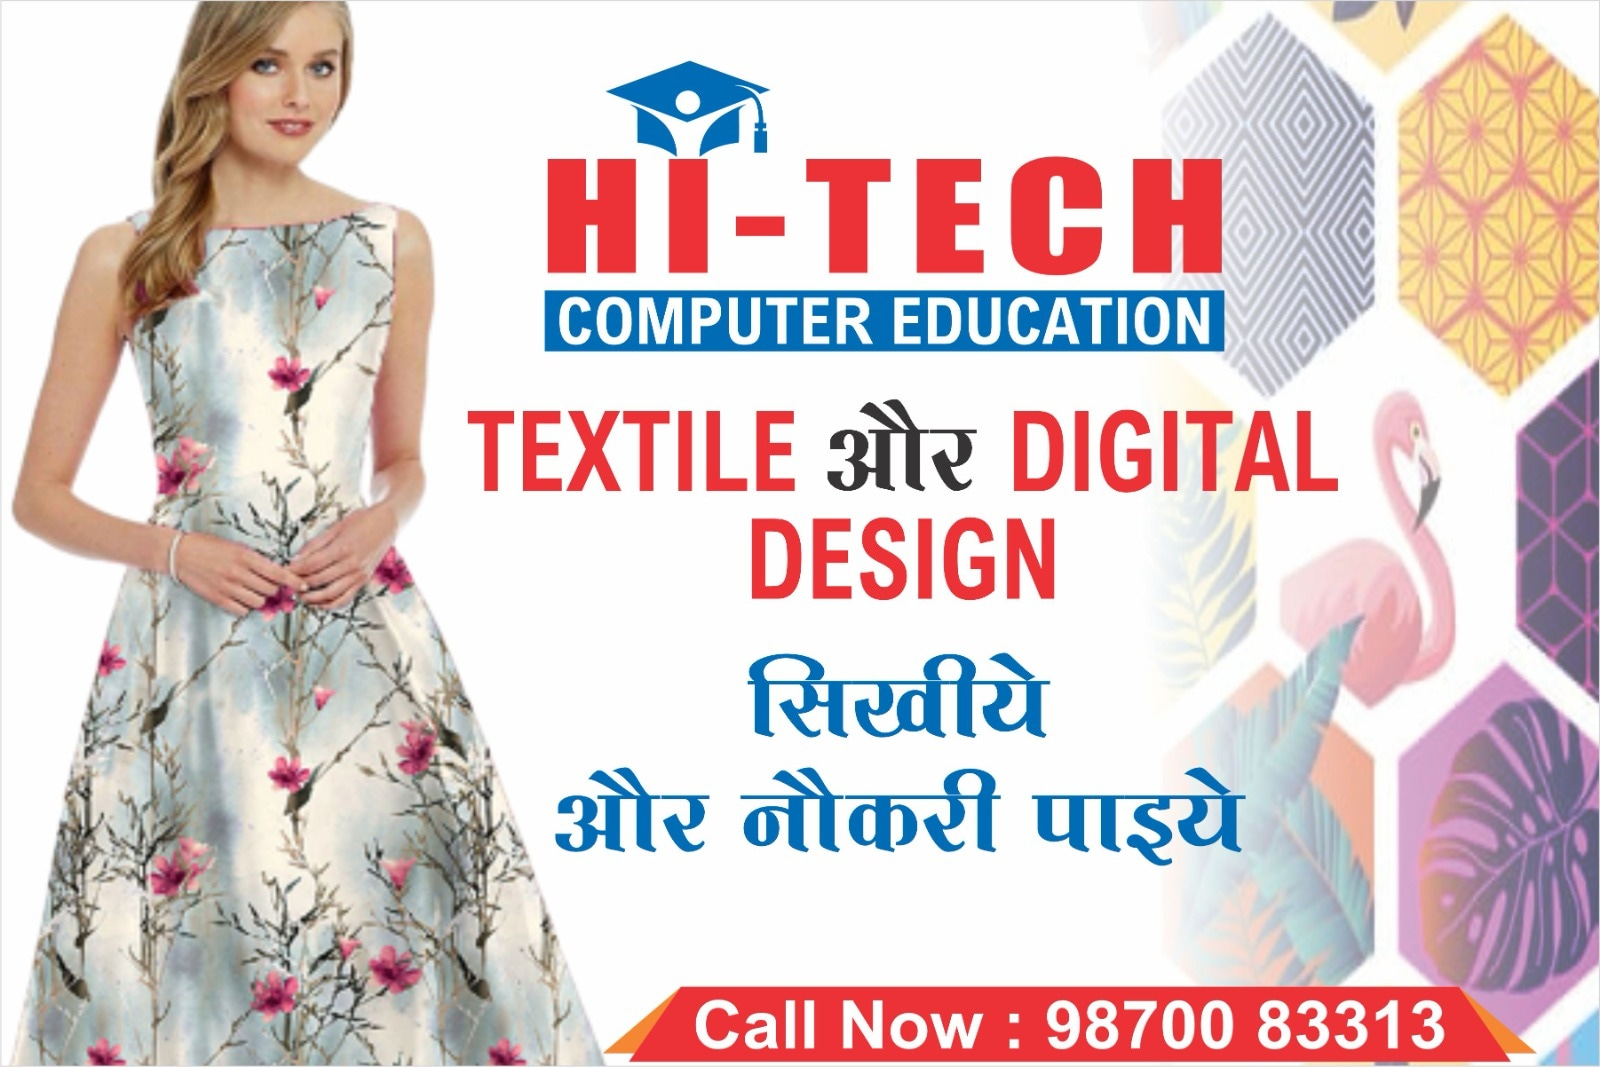 HI-TECH
COMPUTER EDUCATION
TEXTILE और DIGITAL
DESIGN
सिखीये
और नौकरी पाइये
Call Now : 98700 83313